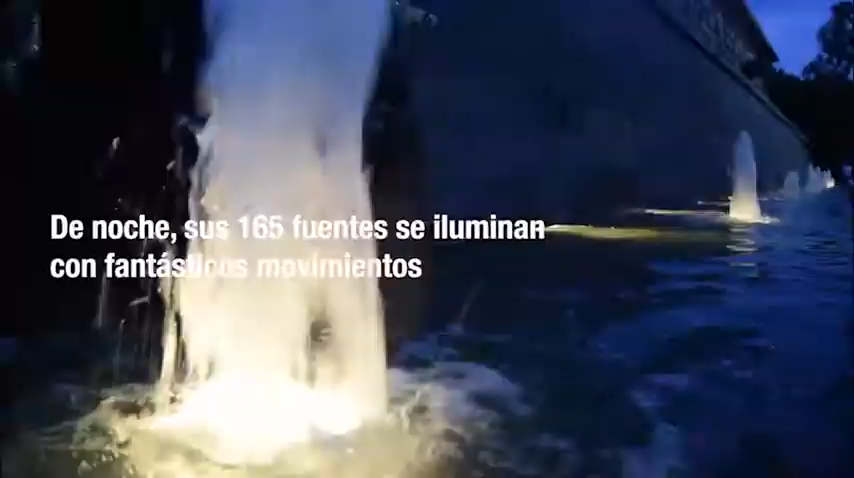 De noche, sus 165 fuentes se iluminan
con fantásticos movimientos